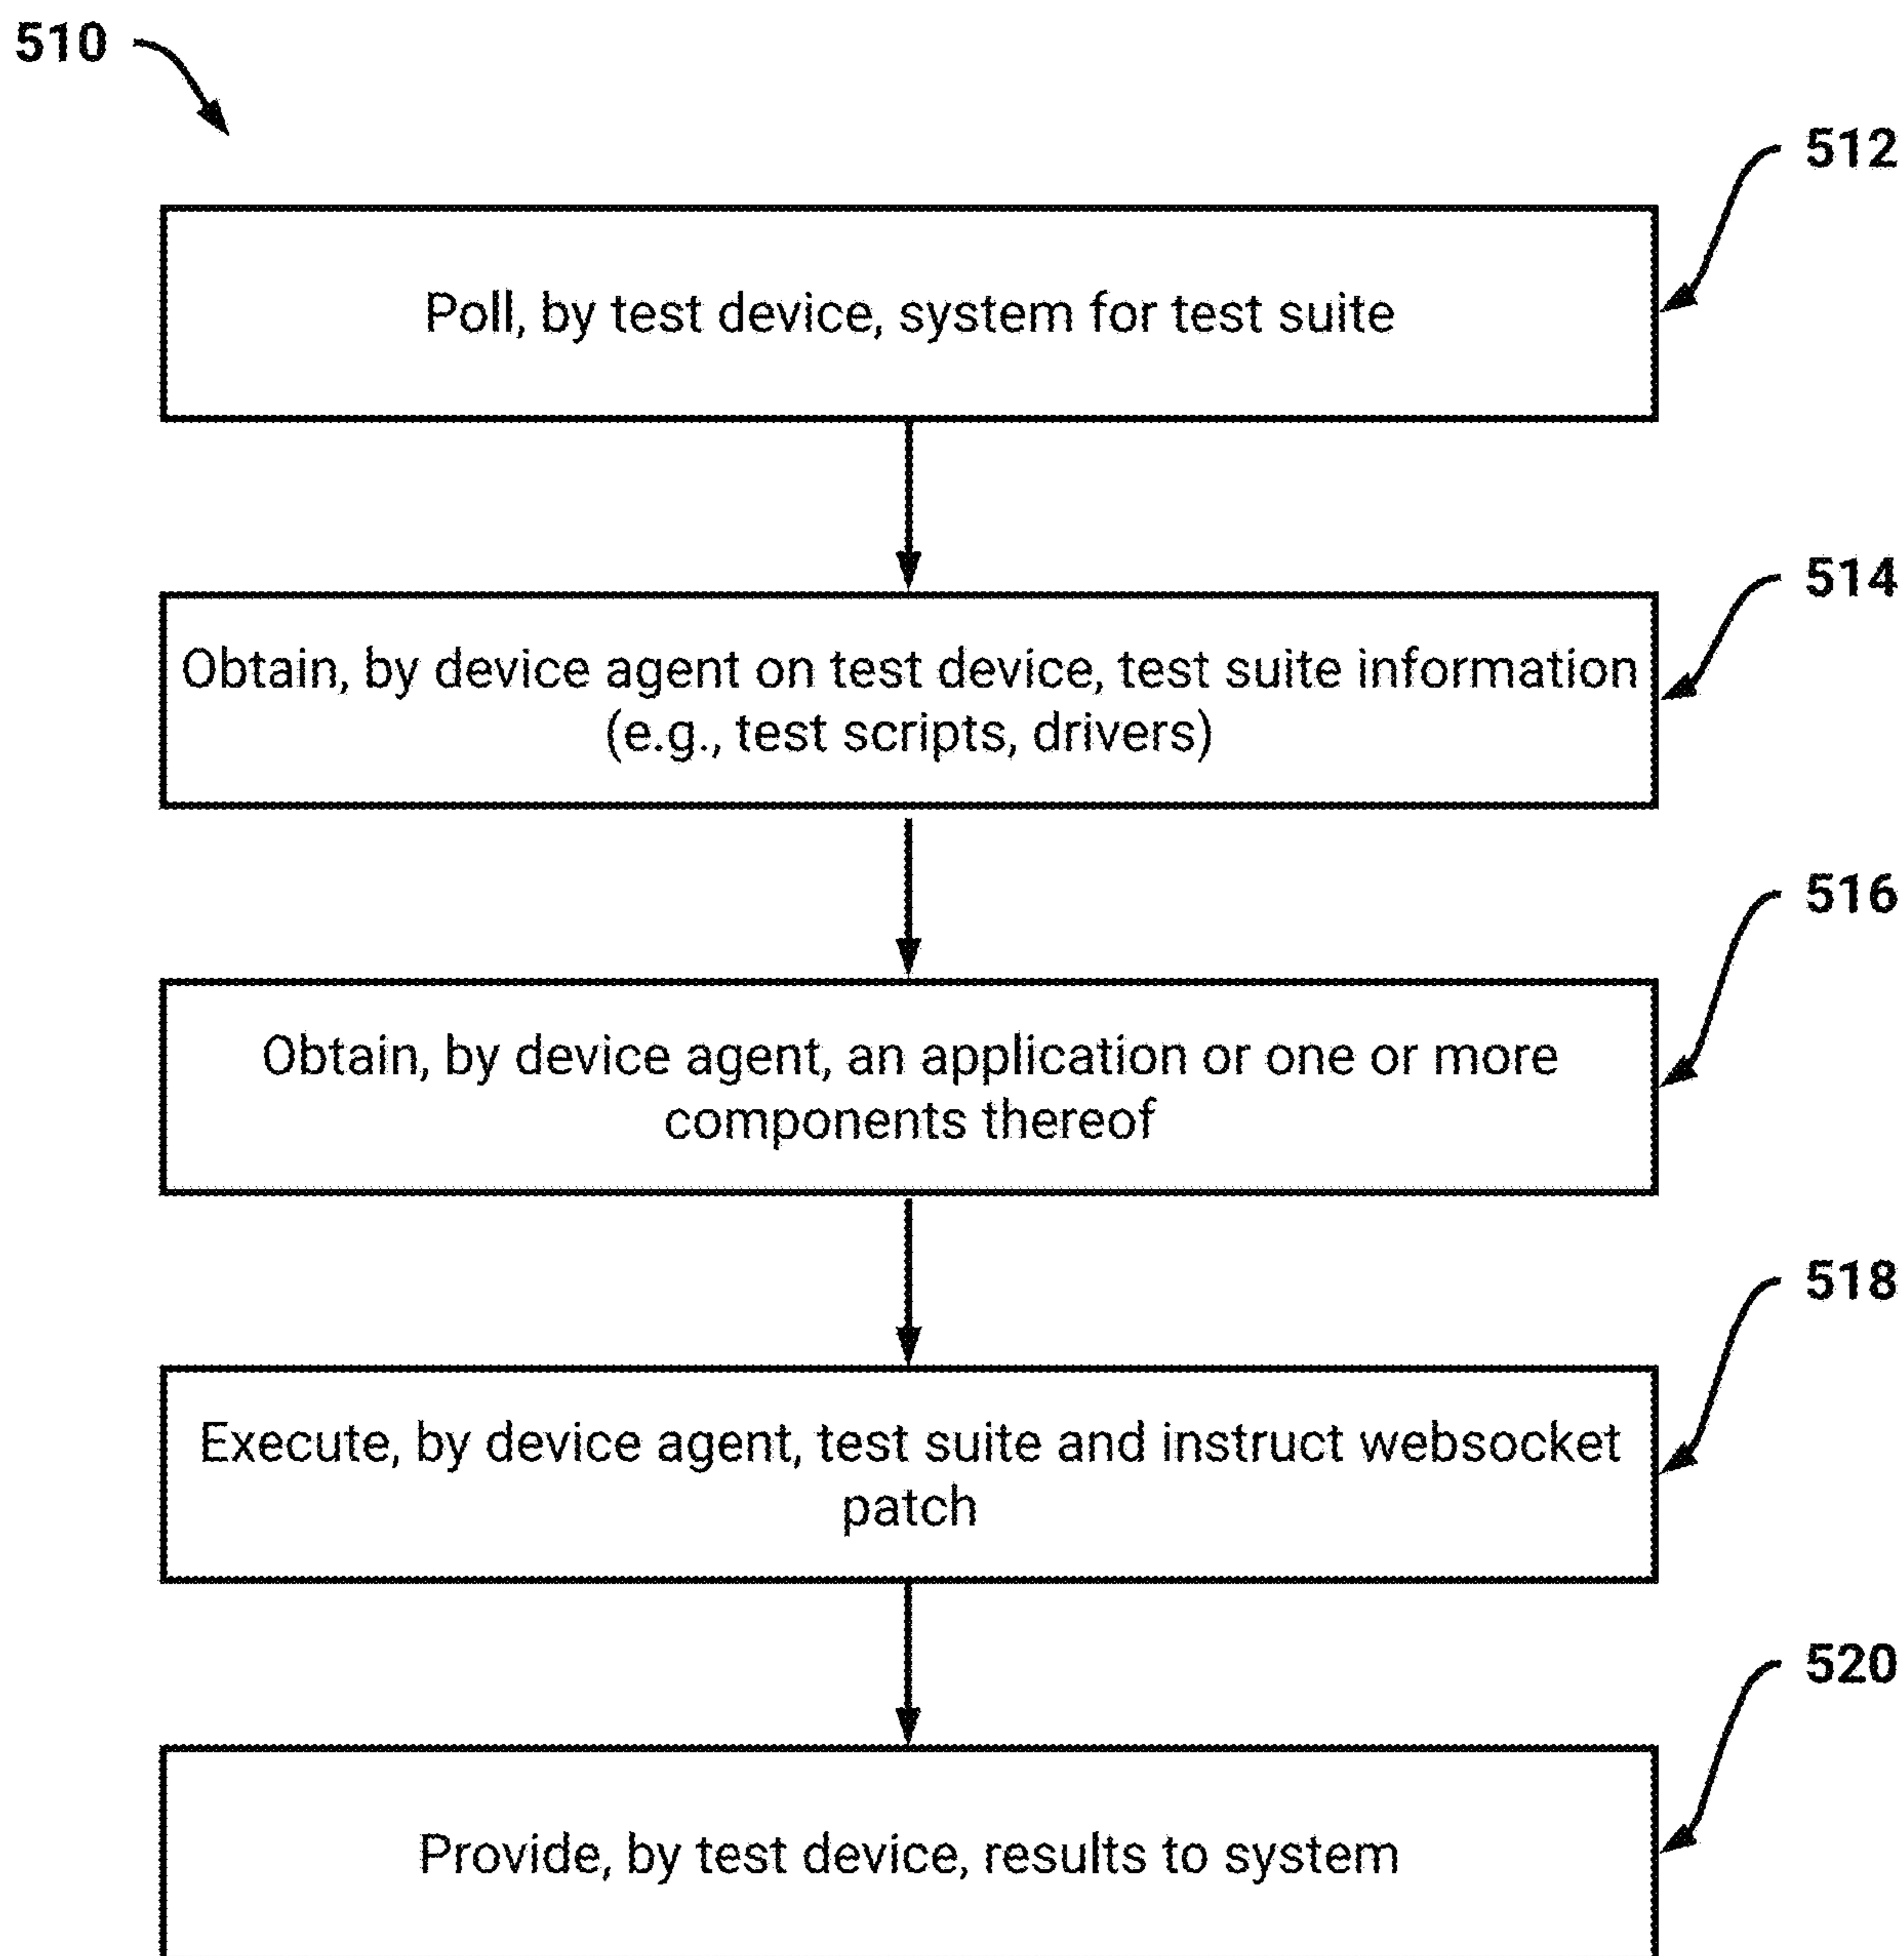 510
512
Poll, by test device, system for test suite
514
Obtain, by device agent on test device, test suite information
(e.g., test scripts, drivers)
516
Obtain, by device agent, an application or one or more
components thereof
518
Execute, by device agent, test suite and instruct websocket
patch
520
Provide, by test device, results to system